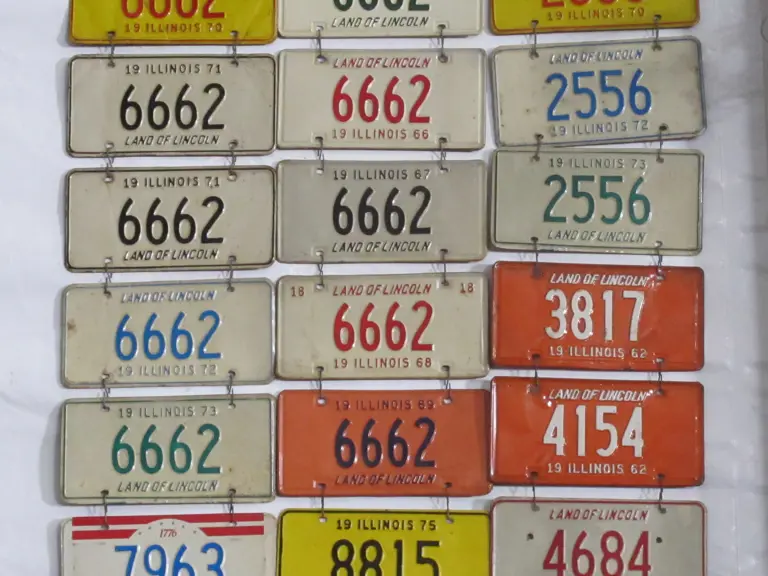 6662
19 ILLINOIS 70
19 ILLINOIS 71
6662
LAND OF LINCOLN
19 ILLINOIS 71
6662
LAND OF LINCOLN
LAND OF LINCOLN
6662
19 ILLINOIS 72
19 ILLINOIS 73
6662
LAND OF LINCOLN
1776
7963
6662
LAND OF LINCOLN
LAND OF LINCOLN
6662
19 ILLINOIS 66
19 ILLINOIS 67
6662
LAND OF LINCOLN
18 LAND OF LINCOLN 18
6662
19 ILLINOIS 68
19 ILLINOIS 69
6662
LAND OF LINCOLN
19 ILLINOIS 75
8815
19 ILLINOIS 70
LAND OF LINCOLN
2556
19 ILLINOIS 72
19 ILLINOIS 73
2556
LAND OF LINCOLN
LAND OF LINCOLN
3817
19 ILLINOIS 62
LAND OF LINCOLN
4154
19 ILLINOIS 62
LAND OF LINCOLN
4684